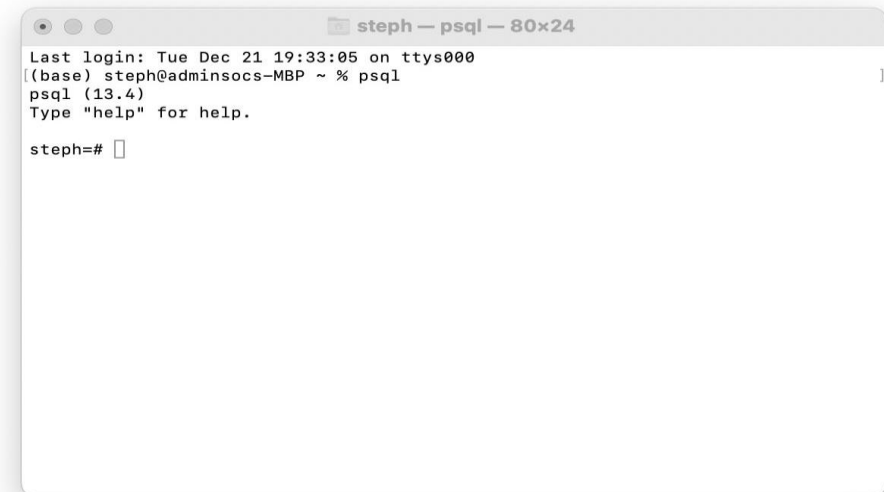 steph — psql — 80×24
Last login: Tue Dec 21 19:33:05 on ttys000
[(base) steph@adminsocs-MBP ~ % psql ]
psql (13.4)
Type "help" for help.
steph=#